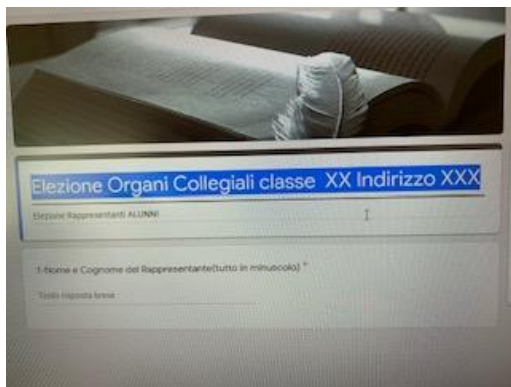 Elezione Organi Collegiali classe XX Indirizzo XXX
Elezione Rappresentanti ALUNNI
1-Nome e Cognome del Rappresentante(tutto in minuscolo) *
Testo risposta breve